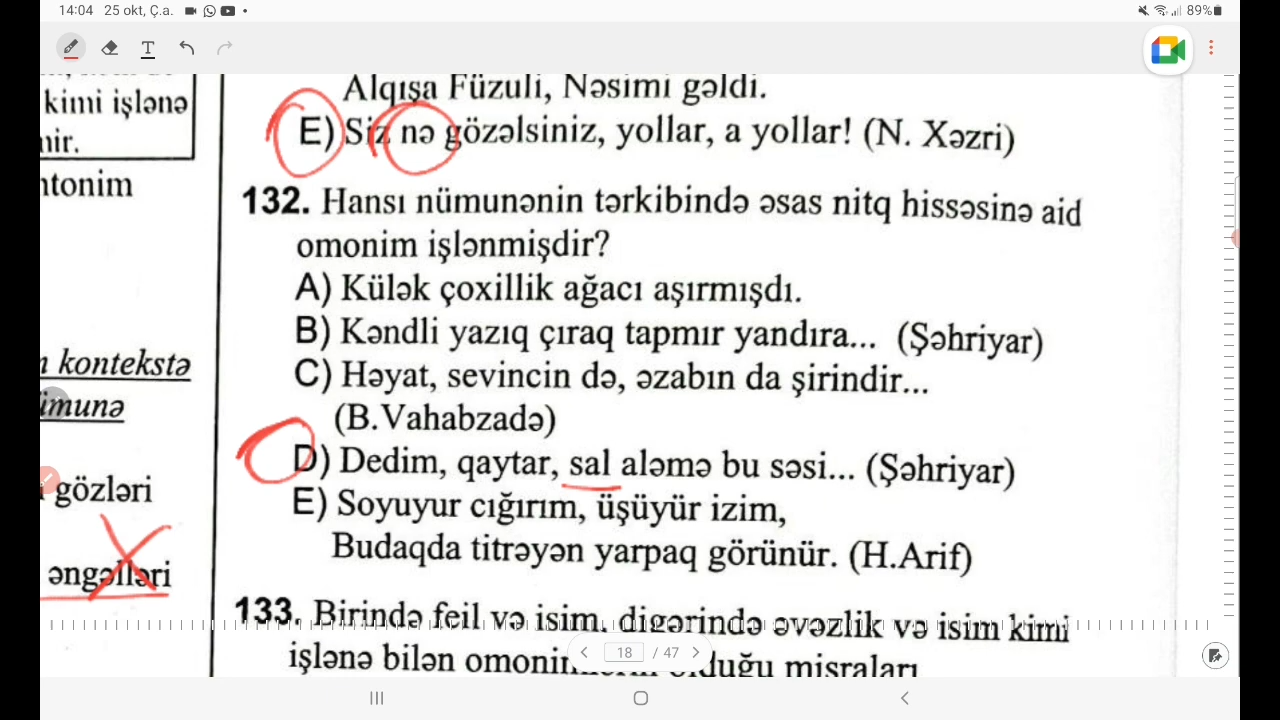 14:04 25 okt, Ç.a.
89%
T
kimi işlənə
nir.
ntonim
kontekstə
gözləri
əngəlləri
Alqışa Füzuli, Nəsimi gəldi.
E) Siz nə gözəlsiniz, yollar, a yollar! (N. Xəzri)
132. Hansı nümunənin tərkibində əsas nitq hissəsinə aid
omonim işlənmişdir?
A) Külək çoxillik ağacı aşırmışdı.
B) Kəndli yazıq çıraq tapmır yandıra... (Şəhriyar)
C) Həyat, sevincin də, əzabın da şirindir...
(B.Vahabzadə)
D) Dedim, qaytar, sal aləmə bu səsi... (Şəhriyar)
E) Soyuyur cığırım, üşüyür izim,
Budaqda titrəyən yarpaq görünür. (H.Arif)
133. Birində feil və isim, digərində əvəzlik və isim kimi
işlənə bilən olduğu misraları
18 / 47